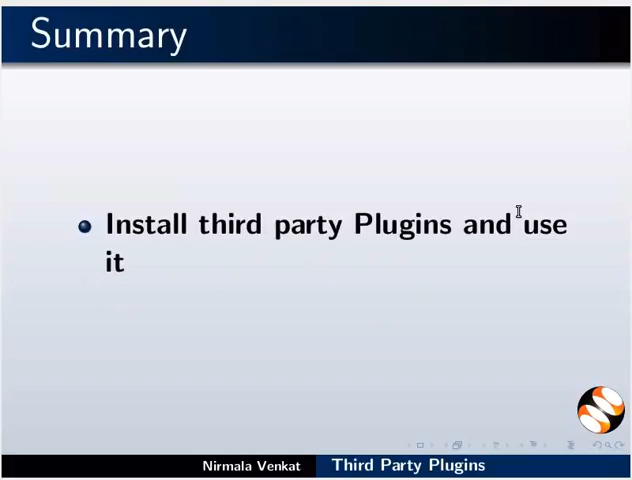 Summary
Install third party Plugins and use
it
Nirmala Venkat
Third Party Plugins